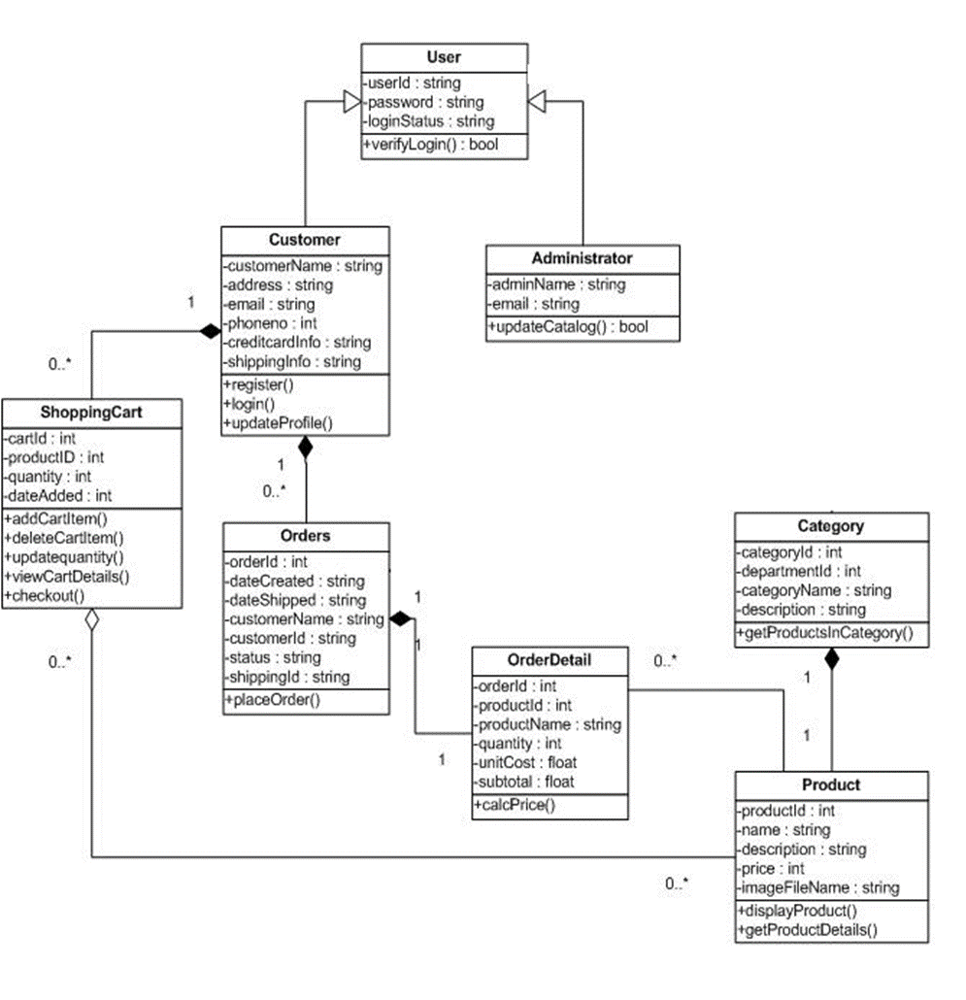 User
-userId : string
-password : string
-loginStatus : string
+verifyLogin() : bool
Customer
-customerName : string
-address : string
-email : string
-phoneno : int
-creditcardInfo : string
-shippingInfo : string
+register()
+login()
+updateProfile()
Administrator
-adminName : string
-email : string
+updateCatalog() : bool
1
0..*
ShoppingCart
-cartId : int
-productID : int
-quantity : int
-dateAdded : int
+addCartItem()
+deleteCartItem()
+updatequantity()
+viewCartDetails()
+checkout()
1
0..*
Orders
-orderId : int
-dateCreated : string
-dateShipped : string
-customerName : string
-customerId : string
-status : string
-shippingId : string
+placeOrder()
1
1
1
0..*
OrderDetail
-orderId : int
-productId : int
-productName : string
-quantity : int
-unitCost : float
-subtotal : float
+calcPrice()
0..*
Category
-categoryId : int
-departmentId : int
-categoryName : string
-description : string
+getProductsInCategory()
1
1
Product
-productId : int
-name : string
-description : string
-price : int
-imageFileName : string
+displayProduct()
+getProductDetails()
0..*